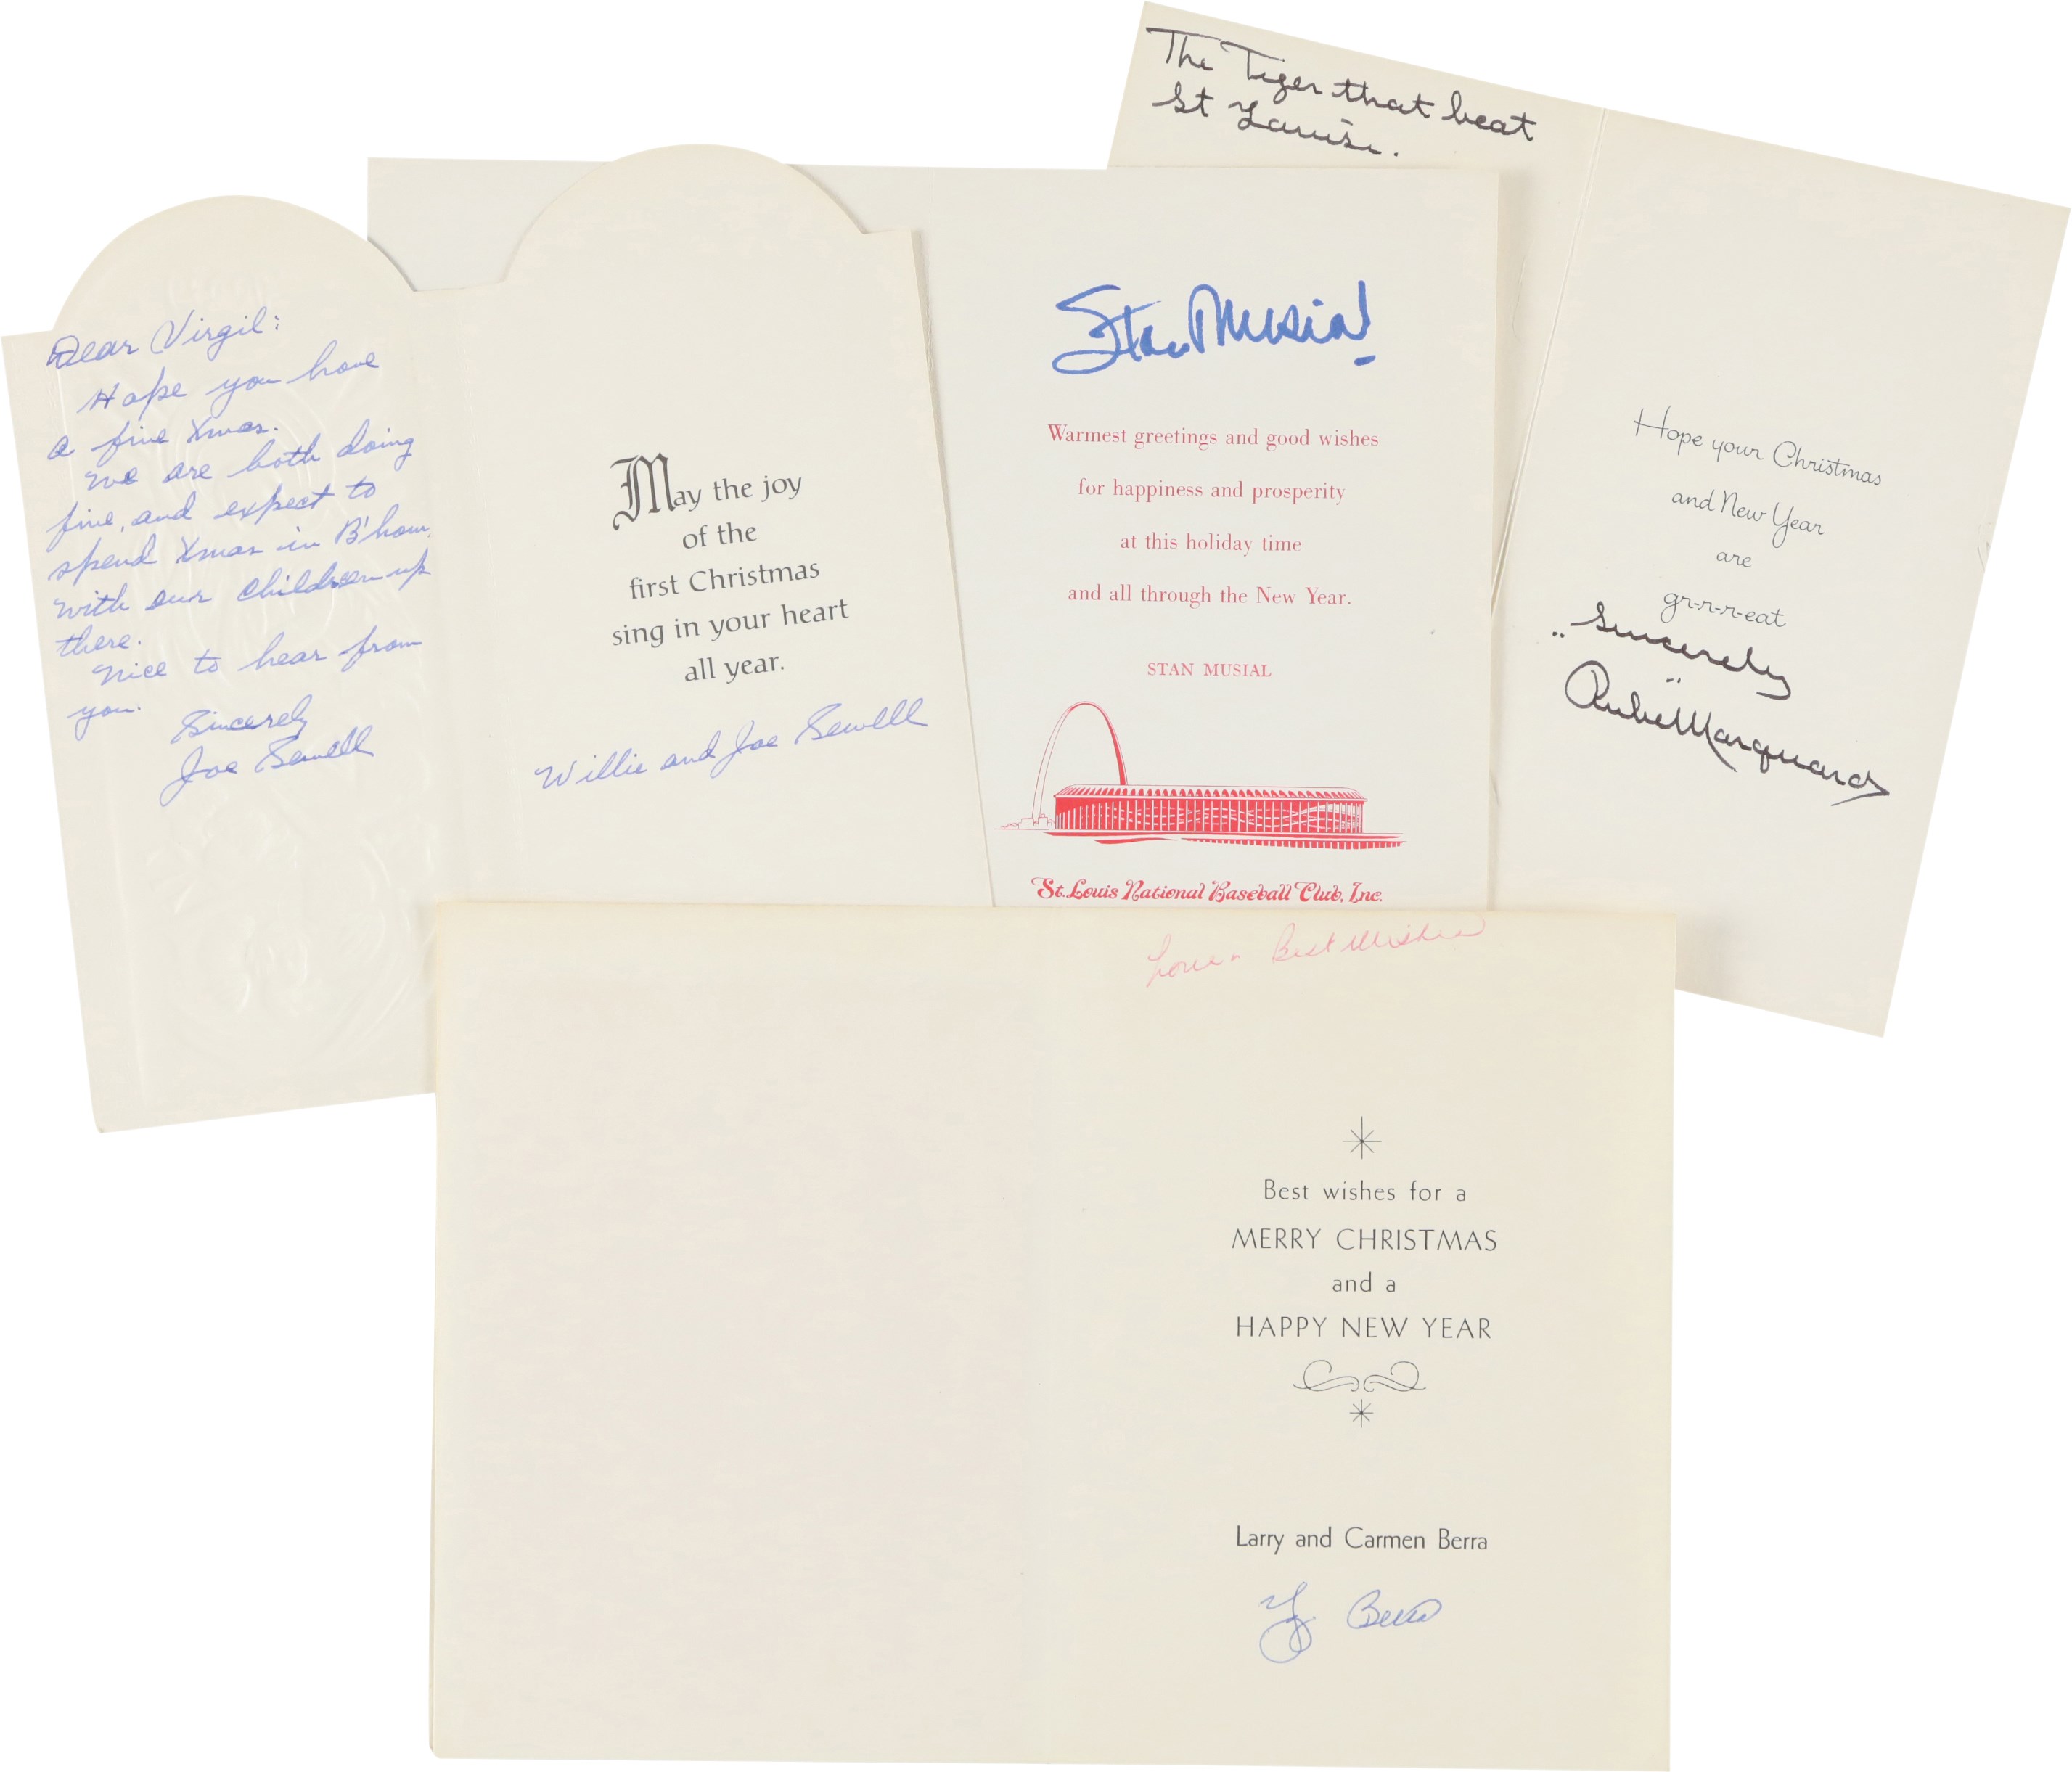 Dear Virgil:
Hope you have
a fine Xmas.
We are both doing
fine, and expect to
spend Xmas in B'ham,
with our children up
there.
Nice to hear from
you.
Sincerely
Joe Sewell
May the joy
of the
first Christmas
sing in your heart
all year.
Willie and Joe Sewell
Stan Musial
Warmest greetings and good wishes
for happiness and prosperity
at this holiday time
and all through the New Year.
STAN MUSIAL
St. Louis National Baseball Club, Inc.
The Tiger that beat
St Louis.
Hope your Christmas
and New Year
are
gr-r-r-eat
Sincerely
Rube Marquard
Best Wishes
Best wishes for a
MERRY CHRISTMAS
and a
HAPPY NEW YEAR
Larry and Carmen Berra
Y Berra